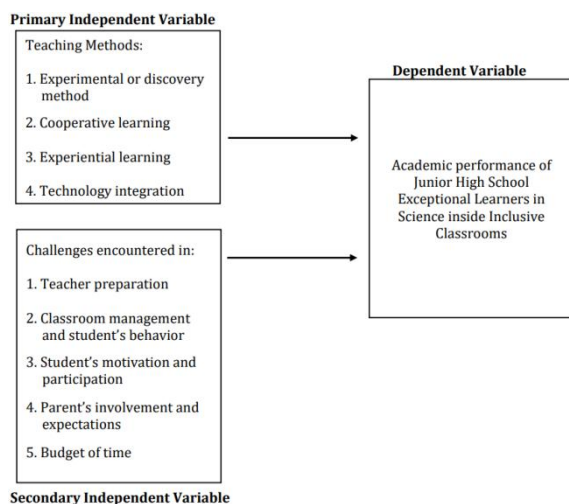 Primary Independent Variable
Teaching Methods:
1. Experimental or discovery
method
2. Cooperative learning
3. Experiential learning
4. Technology integration
Challenges encountered in:
1. Teacher preparation
2. Classroom management
and student's behavior
3. Student's motivation and
participation
4. Parent's involvement and
expectations
5. Budget of time
Secondary Independent Variable
Dependent Variable
Academic performance of
Junior High School
Exceptional Learners in
Science inside Inclusive
Classrooms